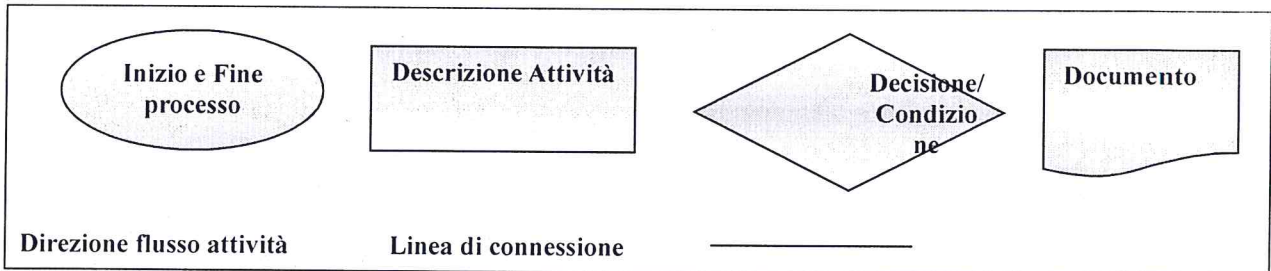 Inizio e Fine
processo
Descrizione Attività
Decisione/
Condizio
ne
Documento
Direzione flusso attività
Linea di connessione